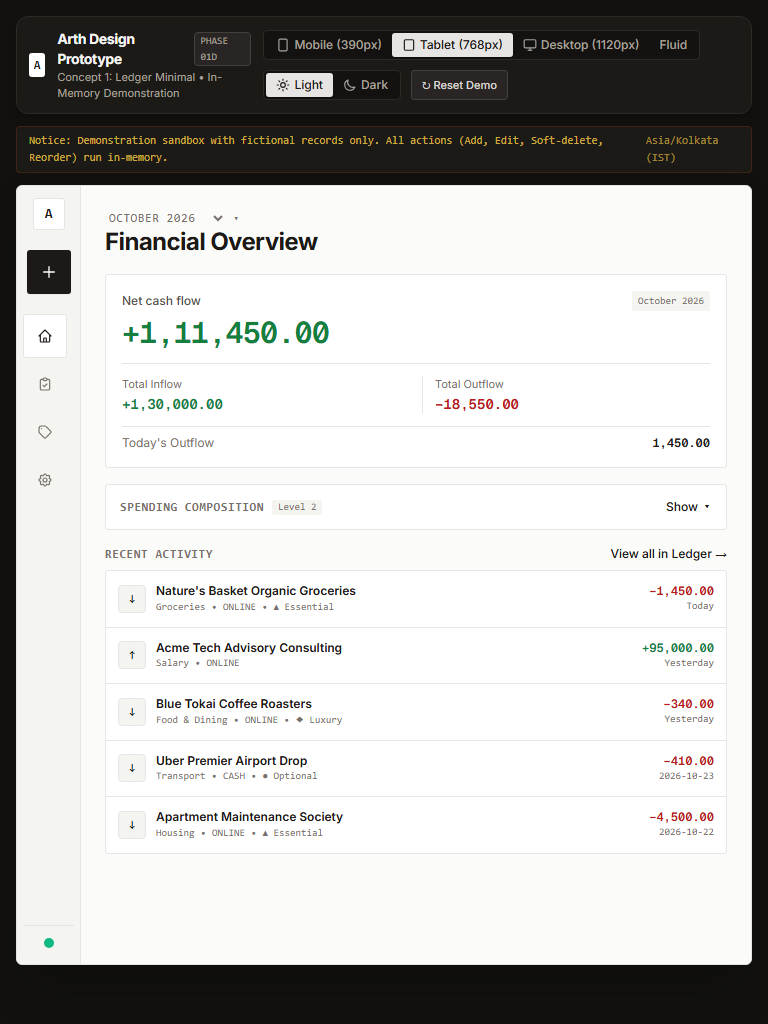 A
Arth Design Prototype
PHASE 01D
Concept 1: Ledger Minimal • In-Memory Demonstration
Mobile (390px)
Tablet (768px)
Desktop (1120px)
Fluid
Light
Dark
↻ Reset Demo
Notice: Demonstration sandbox with fictional records only. All actions (Add, Edit, Soft-delete, Reorder) run in-memory.
Asia/Kolkata (IST)
A
OCTOBER 2026
Financial Overview
Net cash flow
October 2026
+1,11,450.00
Total Inflow
+1,30,000.00
Total Outflow
−18,550.00
Today's Outflow
1,450.00
SPENDING COMPOSITION
Level 2
Show ▾
RECENT ACTIVITY
View all in Ledger →
↓
Nature's Basket Organic Groceries
−1,450.00
Groceries • ONLINE • ▲ Essential
Today
↑
Acme Tech Advisory Consulting
+95,000.00
Salary • ONLINE
Yesterday
↓
Blue Tokai Coffee Roasters
−340.00
Food & Dining • ONLINE • ◆ Luxury
Yesterday
↓
Uber Premier Airport Drop
−410.00
Transport • CASH • ● Optional
2026-10-23
↓
Apartment Maintenance Society
−4,500.00
Housing • ONLINE • ▲ Essential
2026-10-22